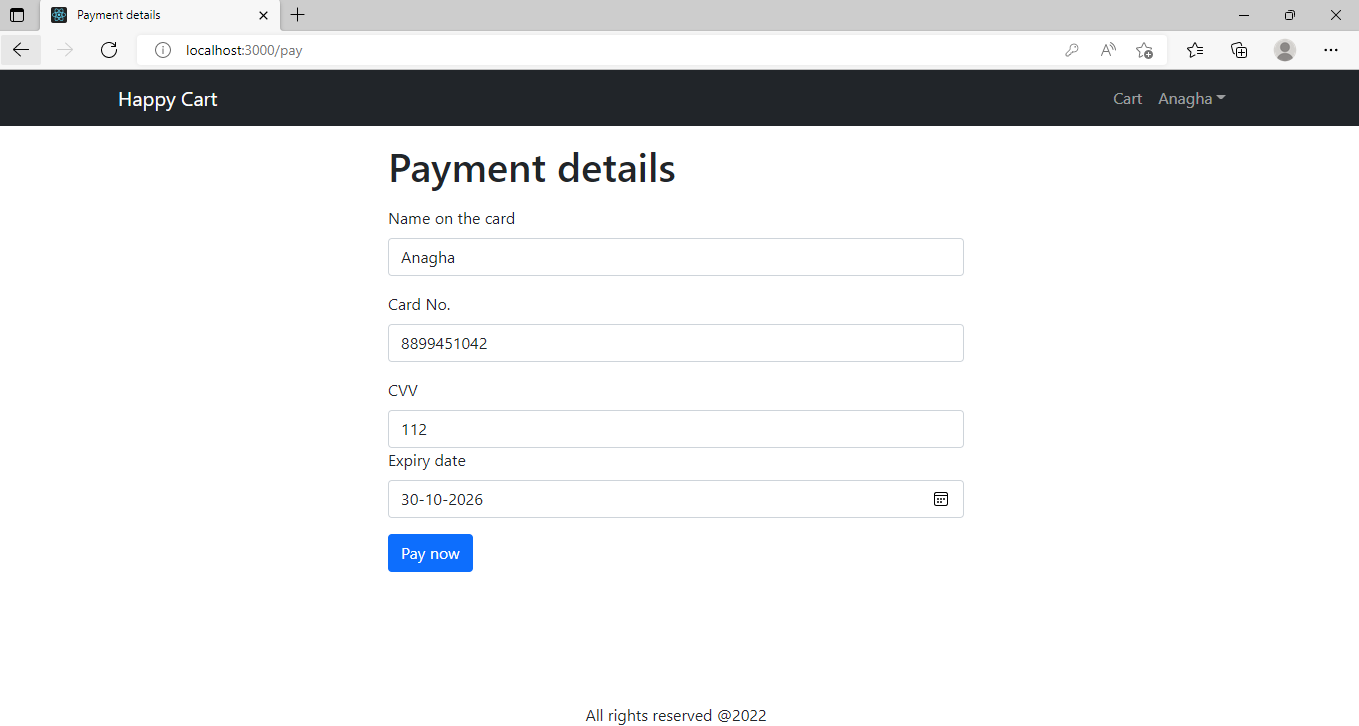 Payment details
localhost:3000/pay
Happy Cart Cart Anagha
Payment details
Name on the card
Anagha
Card No.
8899451042
CVV
112
Expiry date
30-10-2026
Pay now
All rights reserved @2022